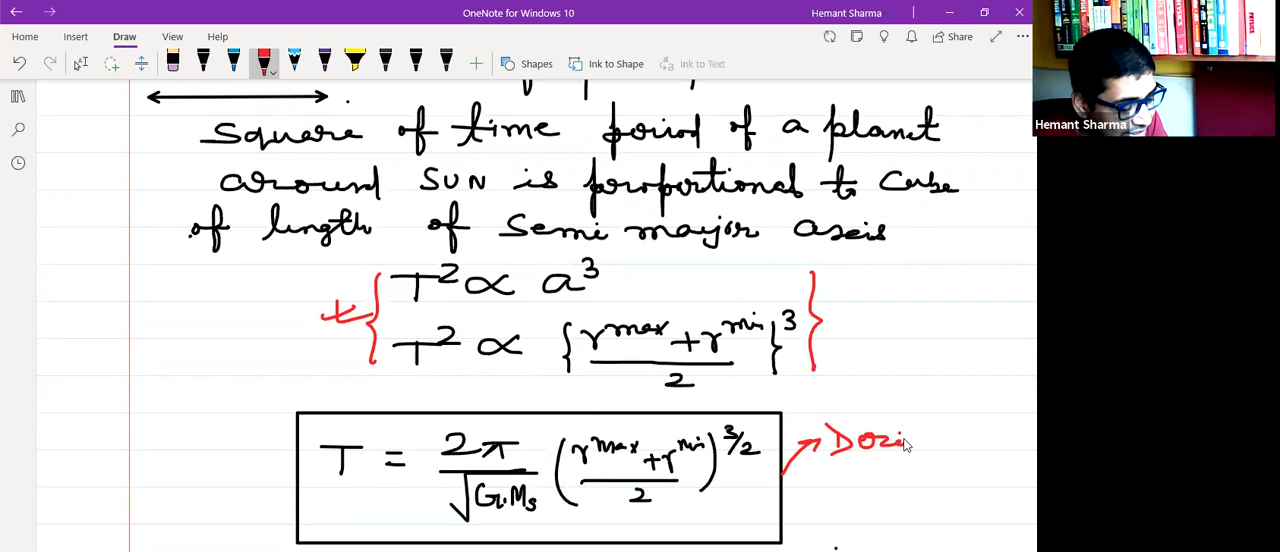 OneNote for Windows 10
Hemant Sharma
Home Insert Draw View Help
Share
Shapes Ink to Shape Ink to Text
Square of time period of a planet
around SUN is proportional to Cube
of length of Semi major axis
T² ∝ a³
T² ∝ {(r^max + r^min)/2}³
T = 2π/√(G.Ms) ((r^max + r^min)/2)^3/2
Hemant Sharma